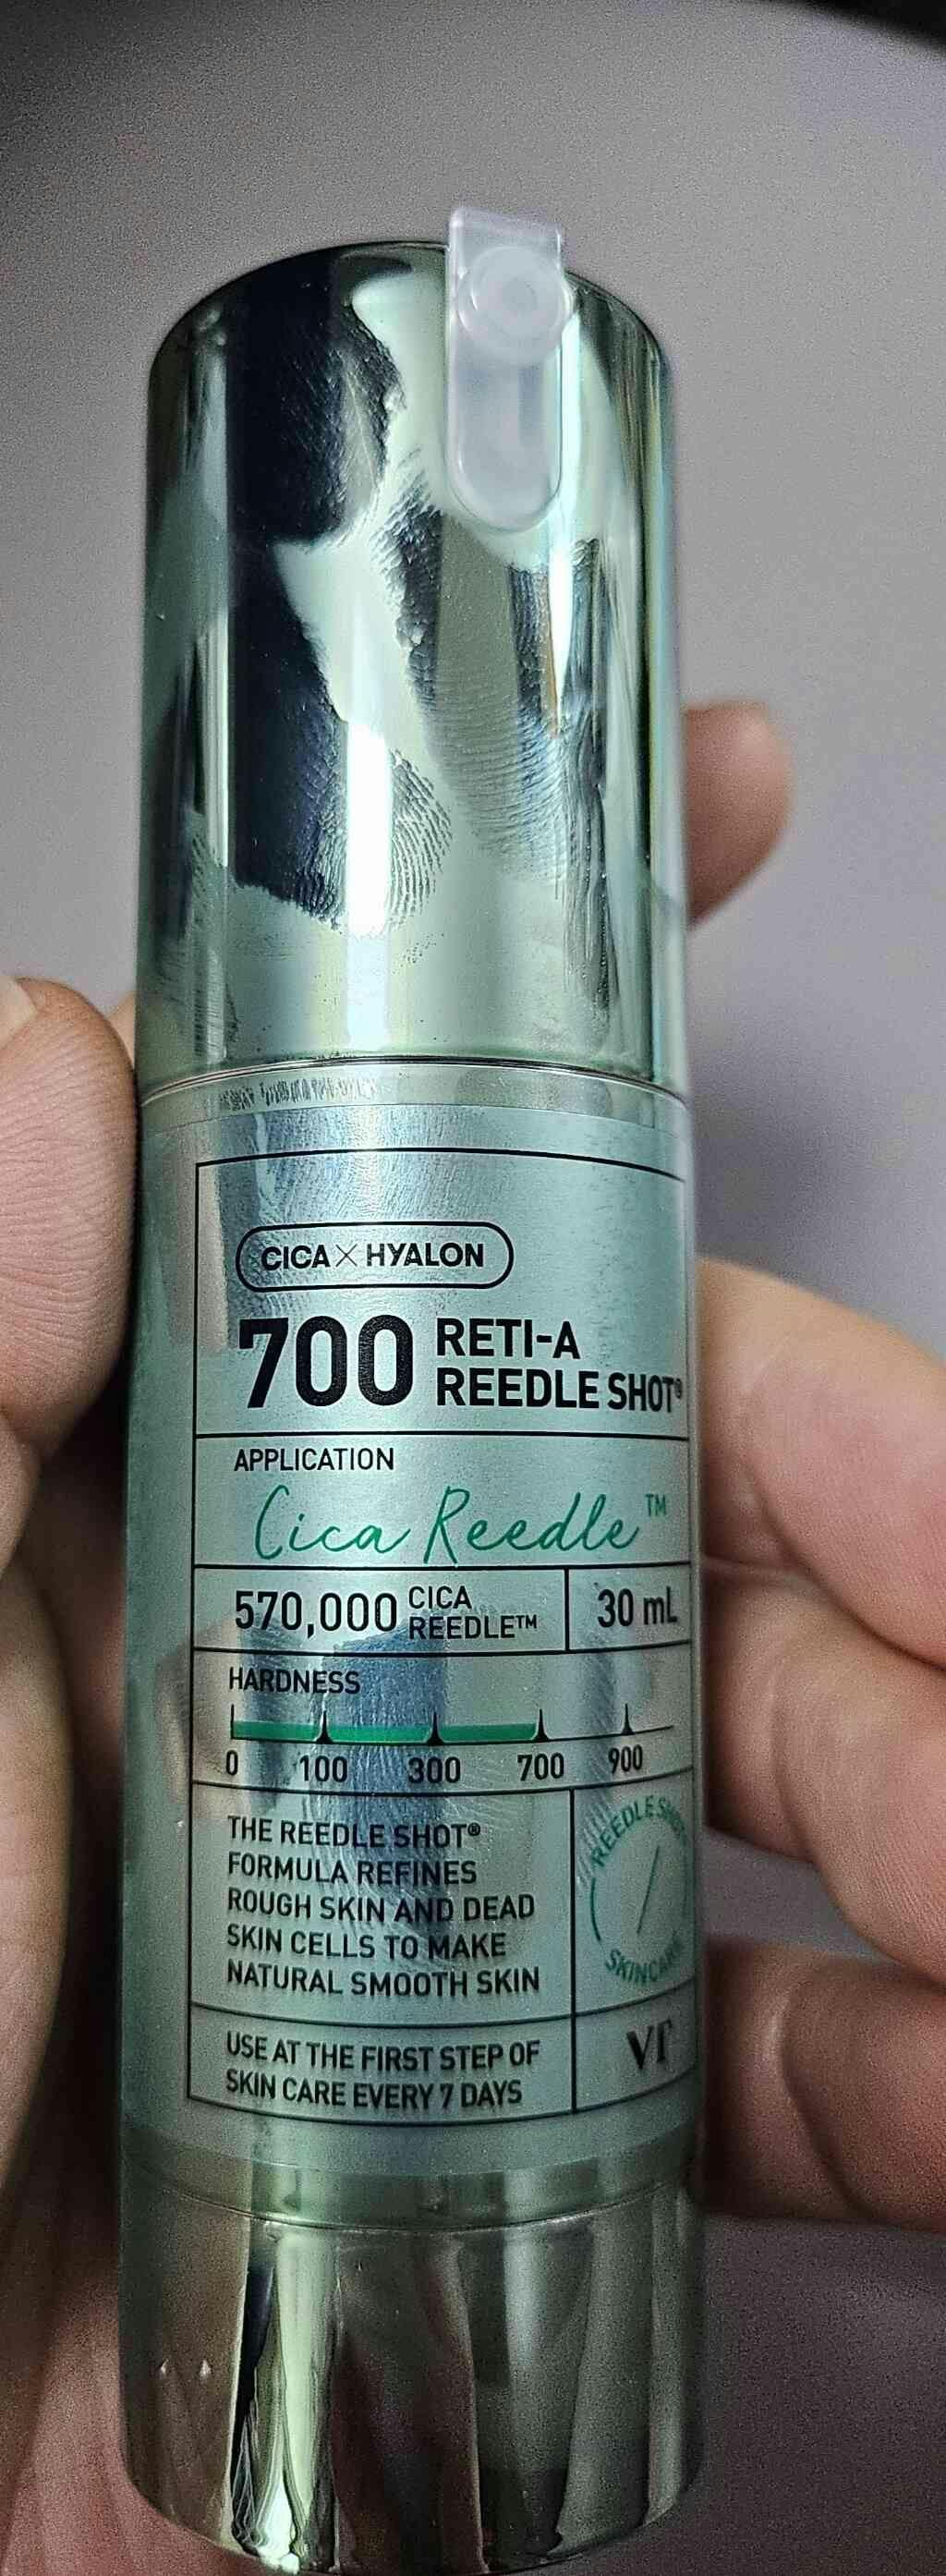 CICA × HYALON
700 RETI-A
REEDLE SHOT®
APPLICATION
Cica Reedle™
570,000 CICA
REEDLE™
30 mL
HARDNESS
0 100 300 700 900
THE REEDLE SHOT®
FORMULA REFINES
ROUGH SKIN AND DEAD
SKIN CELLS TO MAKE
NATURAL SMOOTH SKIN
REEDLE SHOT
SKINCARE
USE AT THE FIRST STEP OF
SKIN CARE EVERY 7 DAYS
VT